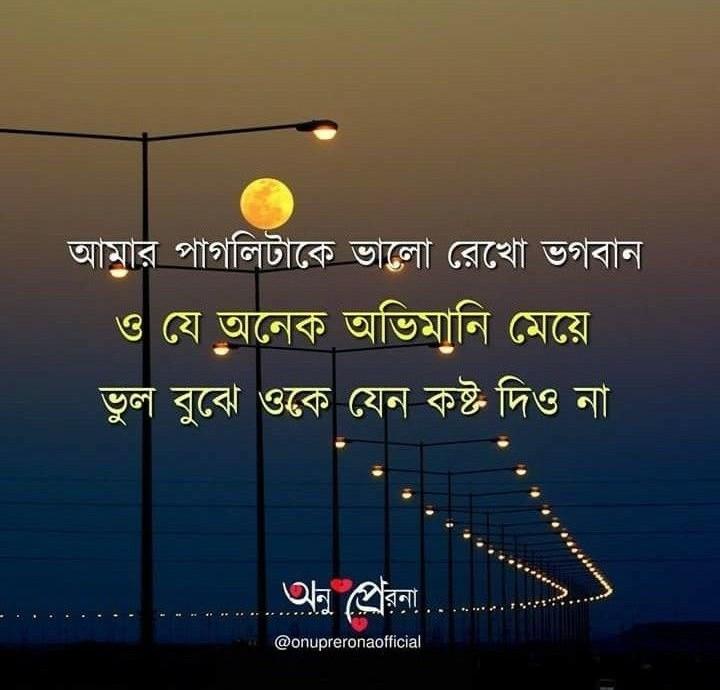 আমার পাগলিটাকে ভালো রেখো ভগবান
ও যে অনেক অভিমানি মেয়ে
ভুল বুঝে ওকে যেন কষ্ট দিও না
অনুপ্রেরনা
@onupreronaofficial